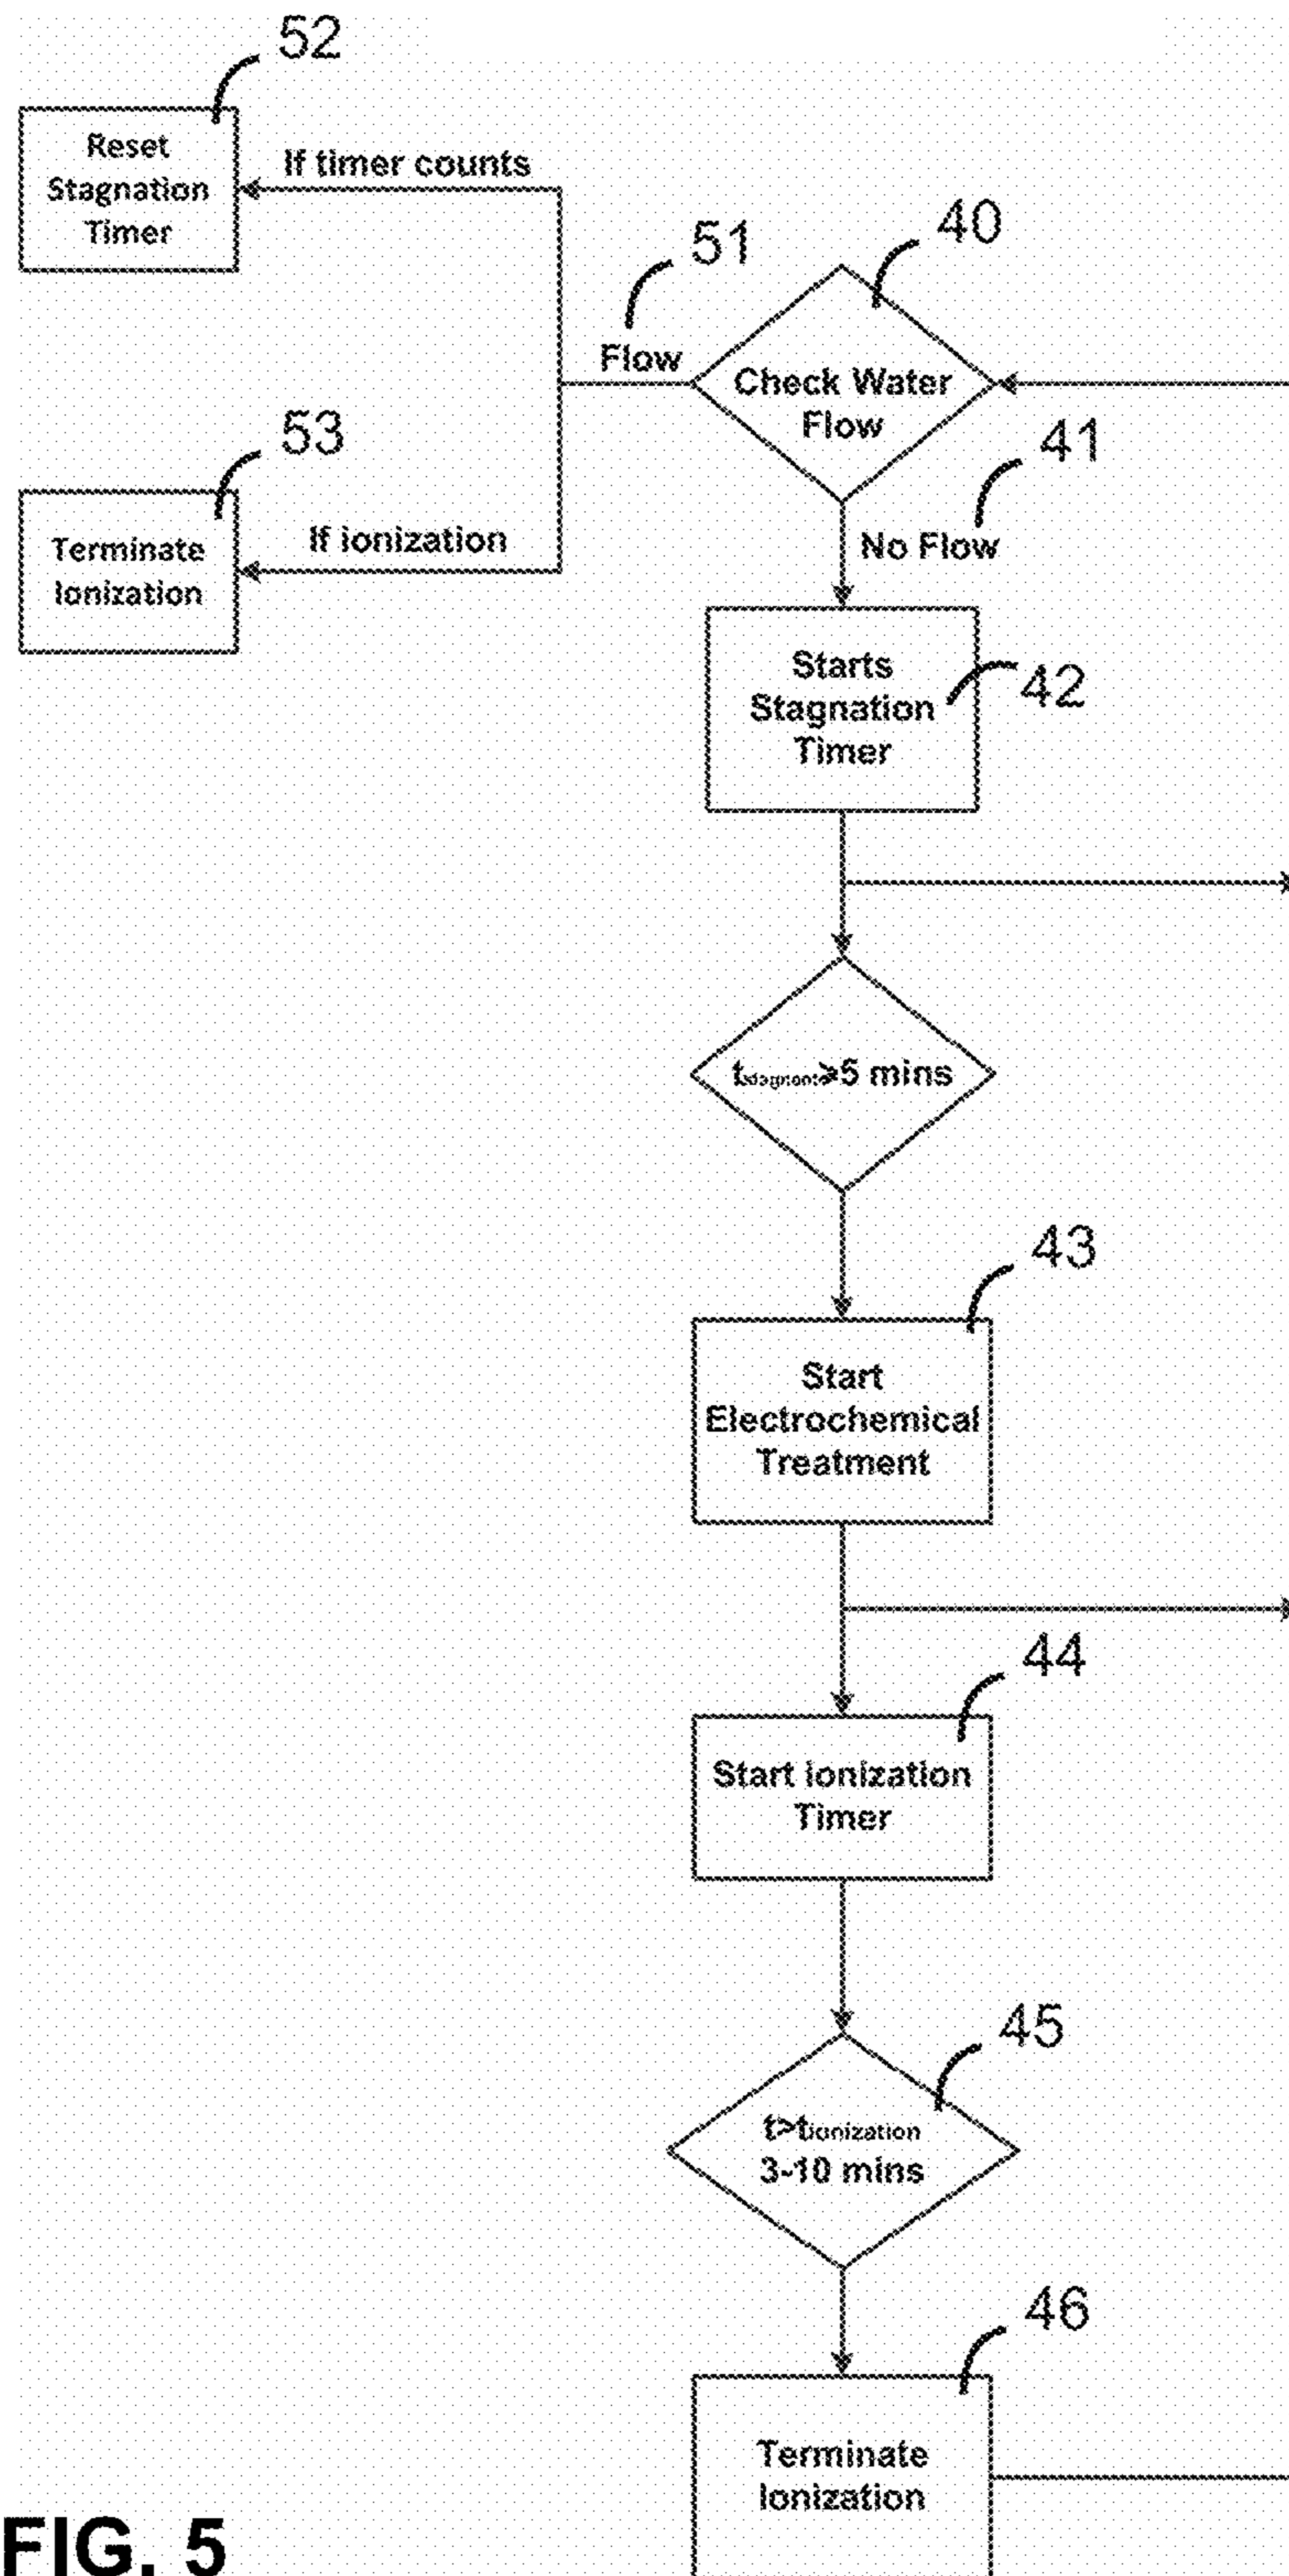 52
Reset
Stagnation
Timer
If timer counts
40
51
Flow
Check Water
Flow
53
Terminate
Ionization
If ionization
41
No Flow
Starts
Stagnation
Timer
42
>5 mins
43
Start
Electrochemical
Treatment
44
Start ionization
Timer
45
t>tionization
3-10 mins
46
Terminate
Ionization
FIG. 5